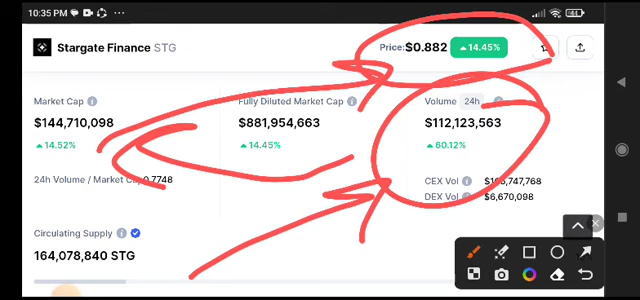 10:35 PM
Stargate Finance STG
Price: $0.882 14.45%
Market Cap
Fully Diluted Market Cap
Volume 24h
$144,710,098
$881,954,663
$112,123,563
14.52%
14.45%
60.12%
24h Volume / Market Cap 0.7748
CEX Vol
DEX Vol $6,670,098
Circulating Supply
164,078,840 STG